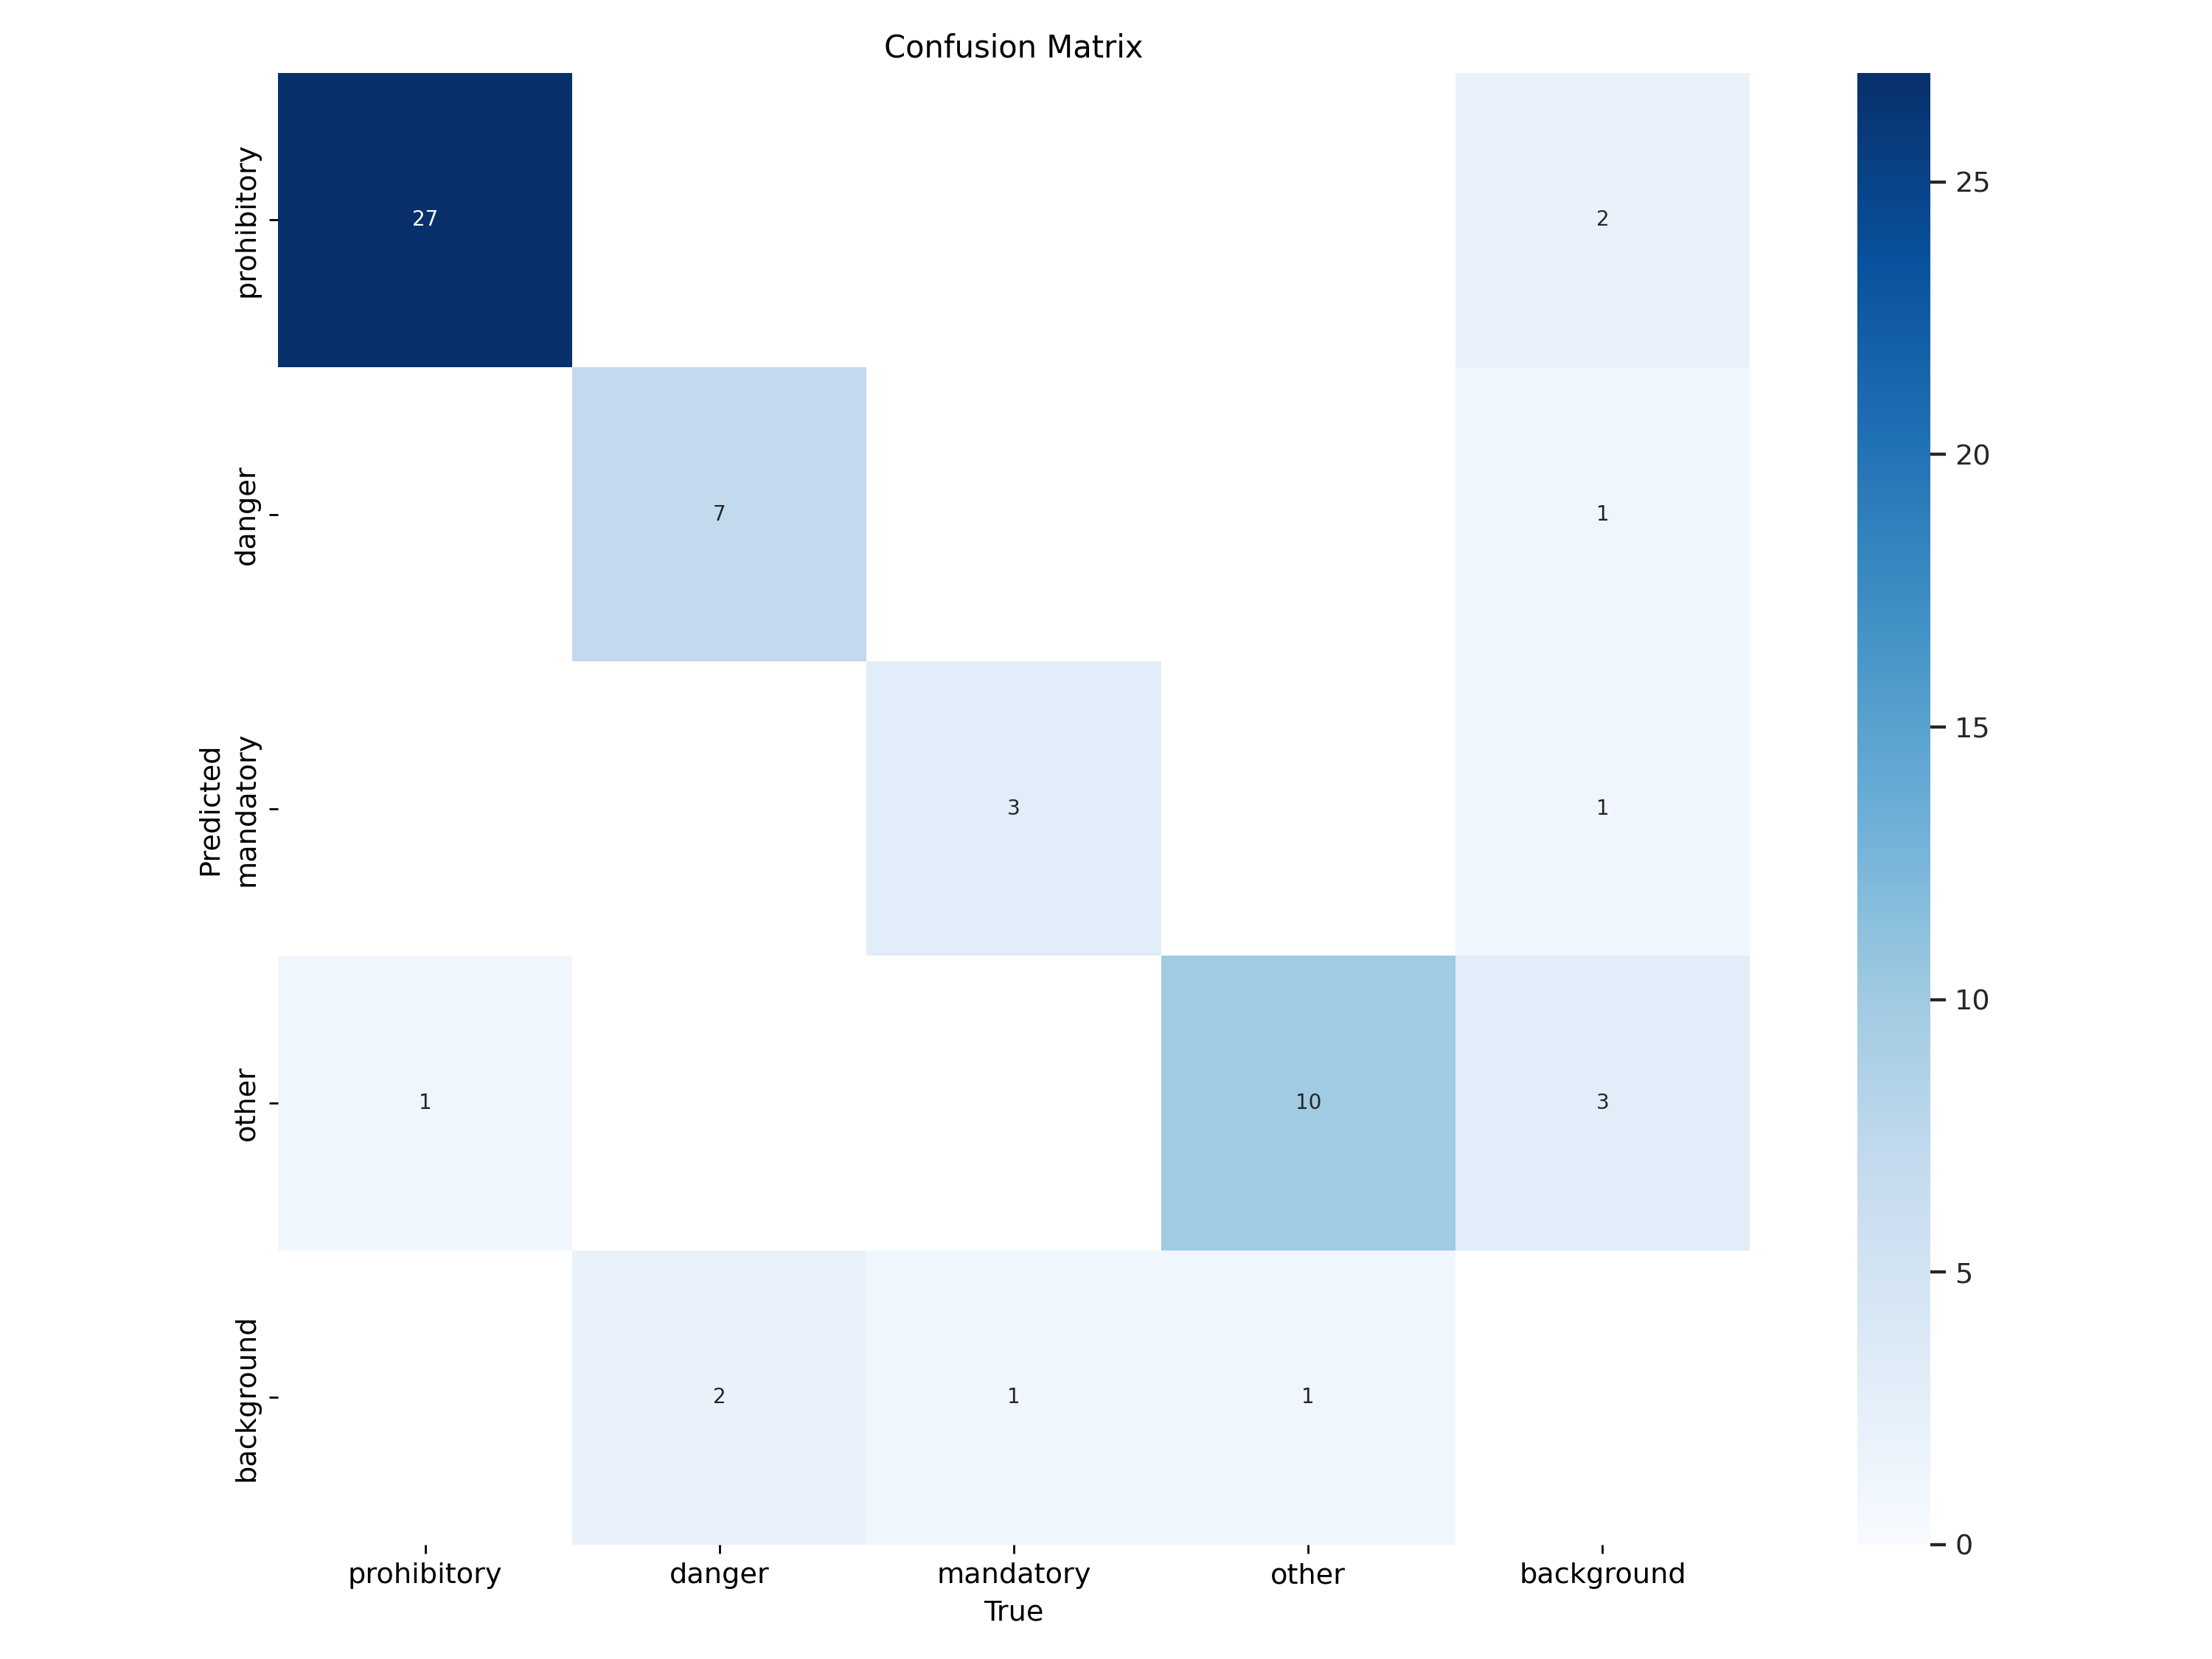 Confusion Matrix
prohibitory
27
2
25
20
danger
7
1
Predicted
mandatory
3
1
15
other
1
10
3
10
background
2
1
1
5
0
prohibitory danger mandatory other background
True